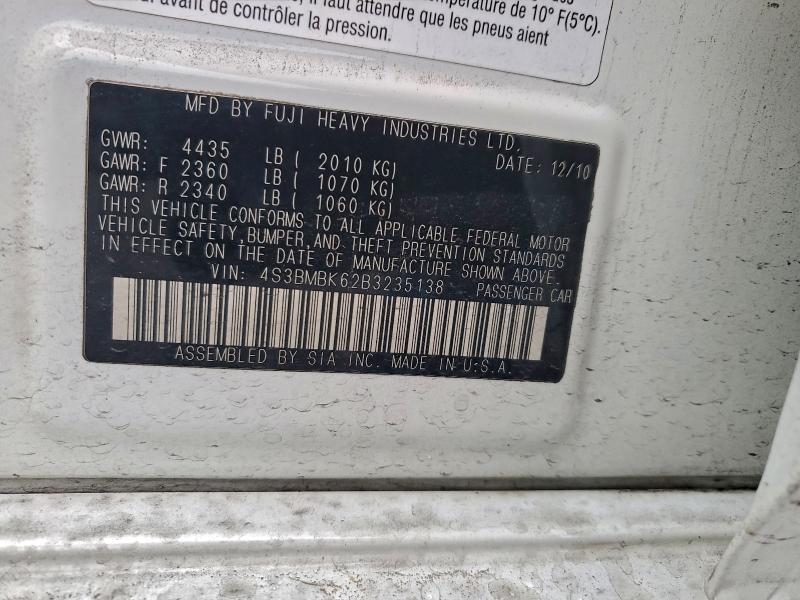 température de 10° F(5°C).
, il faut attendre que les pneus aient
avant de contrôler la pression.
MFD BY FUJI HEAVY INDUSTRIES LTD.
GVWR: 4435 LB ( 2010 KG) DATE: 12/10
GAWR: F 2360 LB ( 1070 KG)
GAWR: R 2340 LB ( 1060 KG)
THIS VEHICLE CONFORMS TO ALL APPLICABLE FEDERAL MOTOR
VEHICLE SAFETY, BUMPER, AND THEFT PREVENTION STANDARDS
IN EFFECT ON THE DATE OF MANUFACTURE SHOWN ABOVE.
VIN: 4S3BMBK62B3235138 PASSENGER CAR
ASSEMBLED BY SIA INC. MADE IN U.S.A.